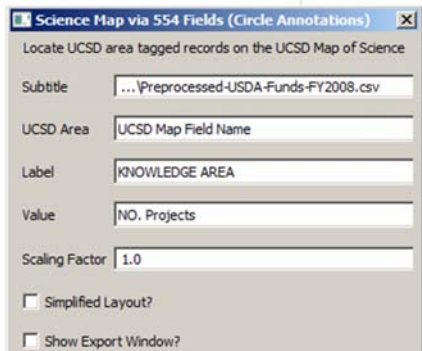 Science Map via 554 Fields (Circle Annotations)
Locate UCSD area tagged records on the UCSD Map of Science
Subtitle ...\Preprocessed-USDA-Funds-FY2008.csv
UCSD Area UCSD Map Field Name
Label KNOWLEDGE AREA
Value NO. Projects
Scaling Factor 1.0
Simplified Layout?
Show Export Window?